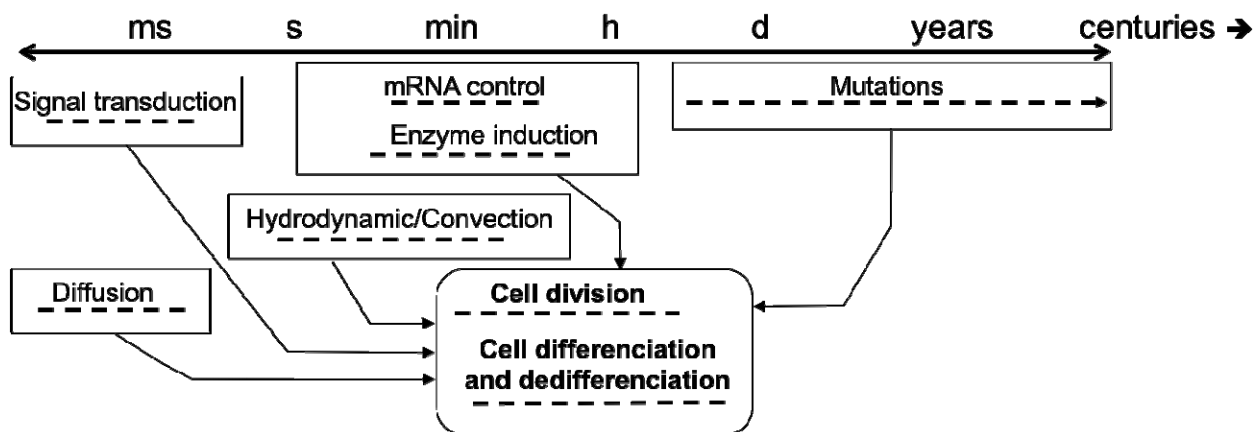 ms s min h d years centuries →
Signal transduction
mRNA control
Enzyme induction
Mutations
Hydrodynamic/Convection
Diffusion
Cell division
Cell differenciation
and dedifferenciation